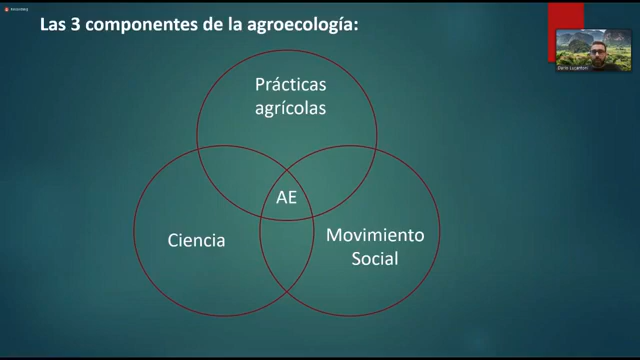 Las 3 componentes de la agroecología:
Prácticas
agrícolas
AE
Ciencia
Movimiento
Social